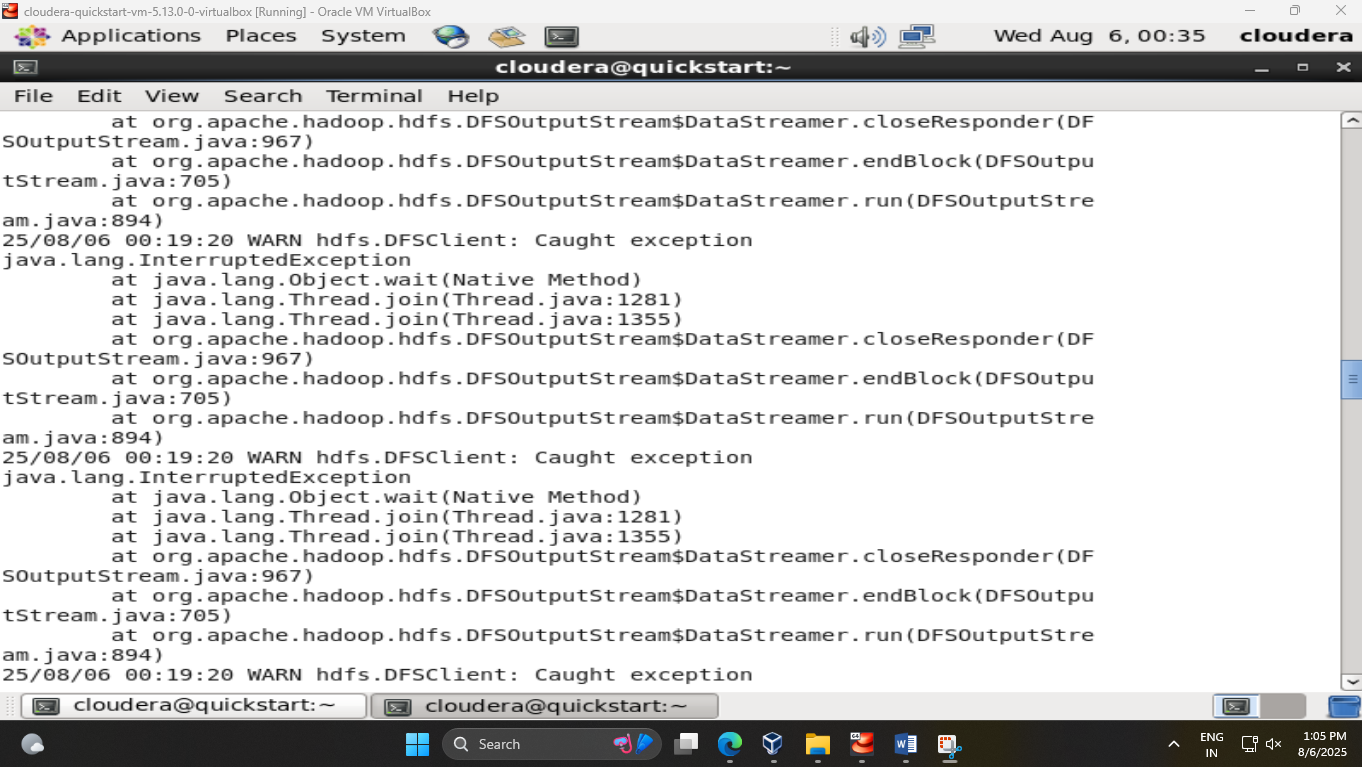 cloudera-quickstart-vm-5.13.0-0-virtualbox [Running] - Oracle VM VirtualBox
Applications Places System Wed Aug 6, 00:35 cloudera
cloudera@quickstart:~
File Edit View Search Terminal Help
at org.apache.hadoop.hdfs.DFSOutputStream$DataStreamer.closeResponder(DF
SOutputStream.java:967)
at org.apache.hadoop.hdfs.DFSOutputStream$DataStreamer.endBlock(DFSOutpu
tStream.java:705)
at org.apache.hadoop.hdfs.DFSOutputStream$DataStreamer.run(DFSOutputStre
am.java:894)
25/08/06 00:19:20 WARN hdfs.DFSClient: Caught exception
java.lang.InterruptedException
at java.lang.Object.wait(Native Method)
at java.lang.Thread.join(Thread.java:1281)
at java.lang.Thread.join(Thread.java:1355)
at org.apache.hadoop.hdfs.DFSOutputStream$DataStreamer.closeResponder(DF
SOutputStream.java:967)
at org.apache.hadoop.hdfs.DFSOutputStream$DataStreamer.endBlock(DFSOutpu
tStream.java:705)
at org.apache.hadoop.hdfs.DFSOutputStream$DataStreamer.run(DFSOutputStre
am.java:894)
25/08/06 00:19:20 WARN hdfs.DFSClient: Caught exception
java.lang.InterruptedException
at java.lang.Object.wait(Native Method)
at java.lang.Thread.join(Thread.java:1281)
at java.lang.Thread.join(Thread.java:1355)
at org.apache.hadoop.hdfs.DFSOutputStream$DataStreamer.closeResponder(DF
SOutputStream.java:967)
at org.apache.hadoop.hdfs.DFSOutputStream$DataStreamer.endBlock(DFSOutpu
tStream.java:705)
at org.apache.hadoop.hdfs.DFSOutputStream$DataStreamer.run(DFSOutputStre
am.java:894)
25/08/06 00:19:20 WARN hdfs.DFSClient: Caught exception
cloudera@quickstart:~ cloudera@quickstart:~
Search ENG 1:05 PM
IN 8/6/2025